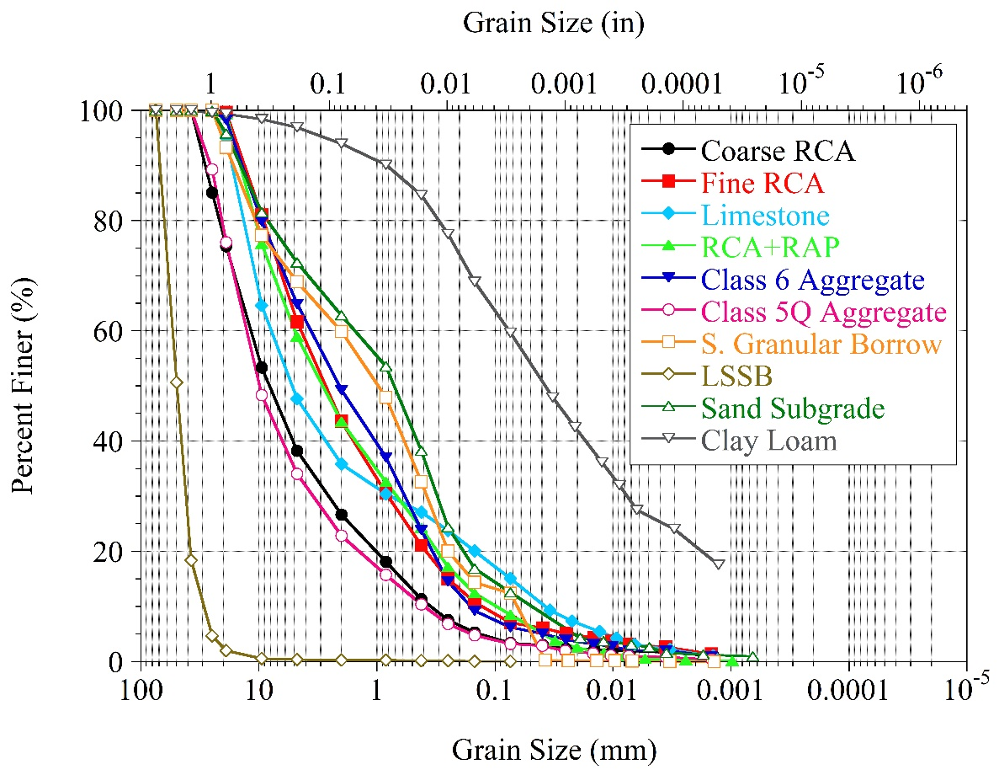 Grain Size (in)
1 0.1 0.01 0.001 0.0001 10-5 10-6
Percent Finer (%)
100
80
60
40
20
0
Coarse RCA
Fine RCA
Limestone
RCA+RAP
Class 6 Aggregate
Class 5Q Aggregate
S. Granular Borrow
LSSB
Sand Subgrade
Clay Loam
100 10 1 0.1 0.01 0.001 0.0001 10-5
Grain Size (mm)